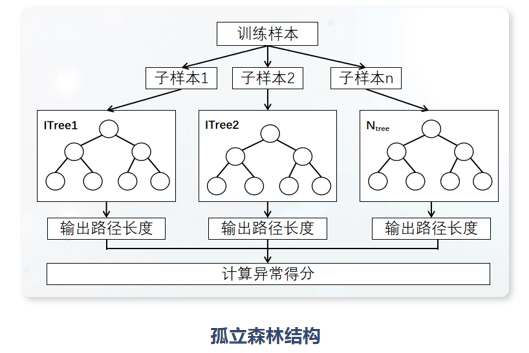 训练样本
子样本1 子样本2 子样本n
ITree1 ITree2 Ntree
输出路径长度 输出路径长度 输出路径长度
计算异常得分
孤立森林结构